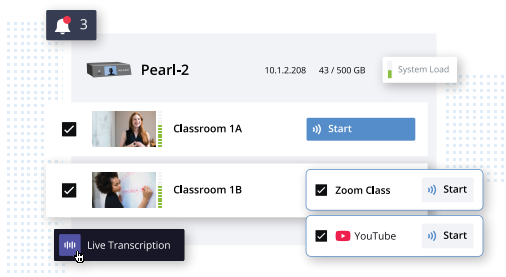 3
Pearl-2 10.1.2.208 43 / 500 GB System Load
Classroom 1A Start
Classroom 1B Zoom Class Start
YouTube Start
Live Transcription